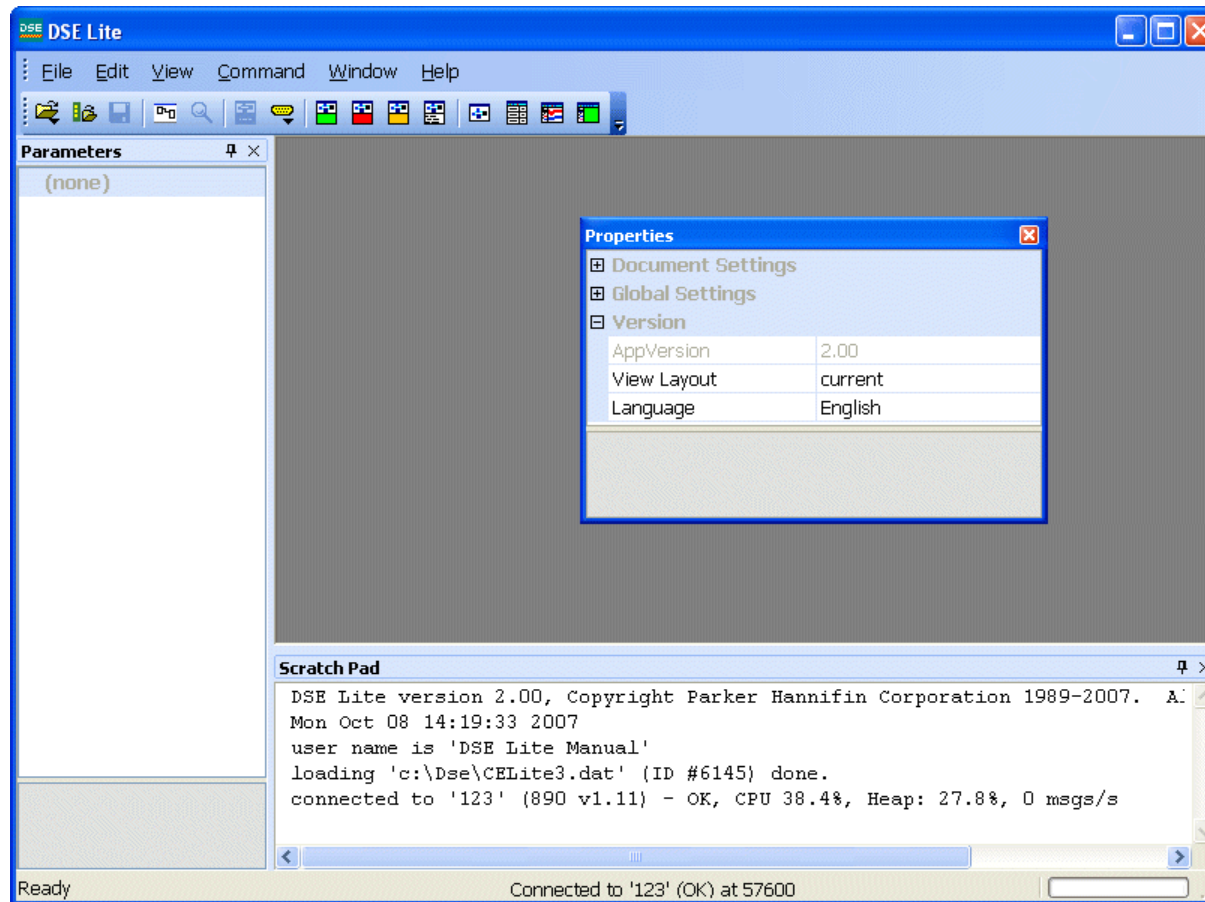 DSE DSE Lite
File Edit View Command Window Help
Parameters
(none)
Properties
Document Settings
Global Settings
Version
AppVersion 2.00
View Layout current
Language English
Scratch Pad
DSE Lite version 2.00, Copyright Parker Hannifin Corporation 1989-2007.
Mon Oct 08 14:19:33 2007
user name is 'DSE Lite Manual'
loading 'c:\Dse\CELite3.dat' (ID #6145) done.
connected to '123' (890 v1.11) - OK, CPU 38.4%, Heap: 27.8%, 0 msgs/s
Ready Connected to '123' (OK) at 57600